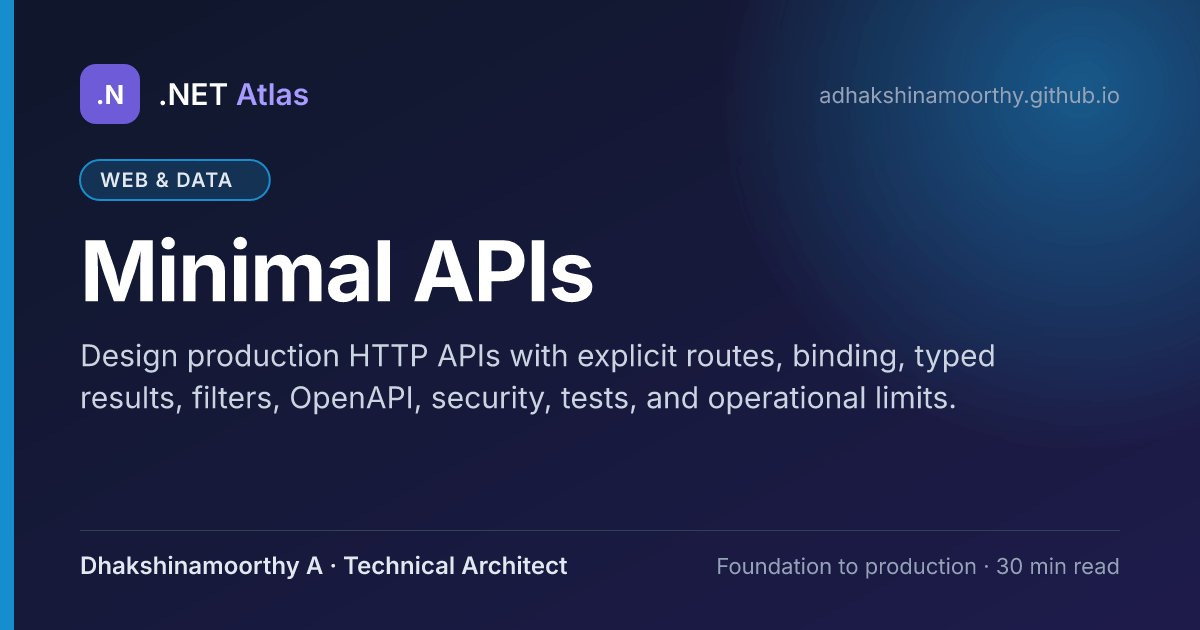 .N
.NET Atlas
adhakshinamoorthy.github.io
WEB & DATA
Minimal APIs
Design production HTTP APIs with explicit routes, binding, typed
results, filters, OpenAPI, security, tests, and operational limits.
Dhakshinamoorthy A · Technical Architect
Foundation to production · 30 min read